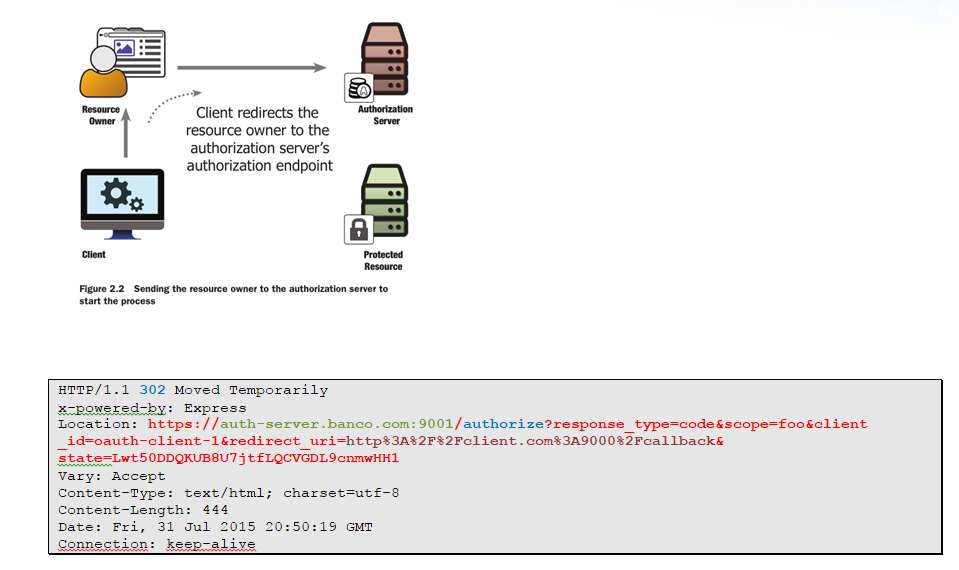 Resource
Owner
Client redirects the
resource owner to the
authorization server's
authorization endpoint
Authorization
Server
Client
Protected
Resource
Figure 2.2 Sending the resource owner to the authorization server to
start the process
HTTP/1.1 302 Moved Temporarily
x-powered-by: Express
Location: https://auth-server.banco.com:9001/authorize?response_type=code&scope=foo&client
_id=oauth-client-1&redirect_uri=http%3A%2F%2Fclient.com%3A9000%2Fcallback&
state=Lwt50DDQKUB8U7jtfLQCVGDL9cnmwHH1
Vary: Accept
Content-Type: text/html; charset=utf-8
Content-Length: 444
Date: Fri, 31 Jul 2015 20:50:19 GMT
Connection: keep-alive